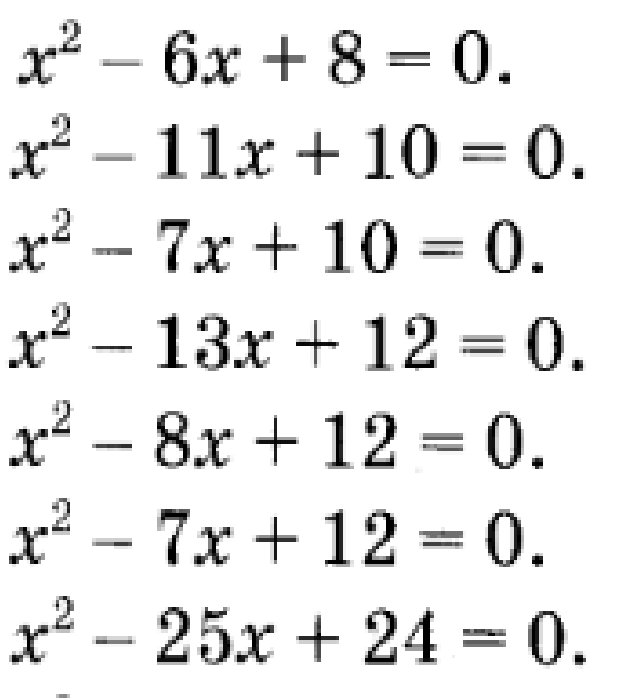 x² − 6x + 8 = 0.
x² − 11x + 10 = 0.
x² − 7x + 10 = 0.
x² − 13x + 12 = 0.
x² − 8x + 12 = 0.
x² − 7x + 12 = 0.
x² − 25x + 24 = 0.